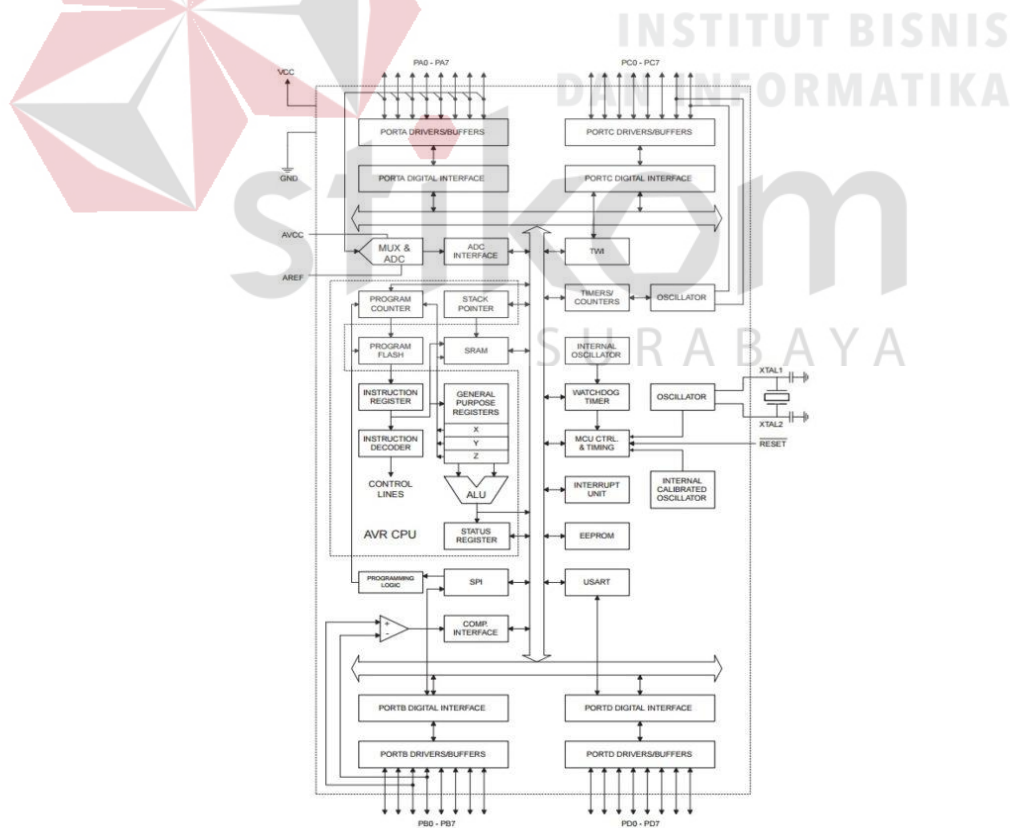 INSTITUT BISNIS
DAN INFORMATIKA
stikom
SURABAYA
PA0 - PA7
PC0 - PC7
VCC
PORTA DRIVERS/BUFFERS
PORTC DRIVERS/BUFFERS
GND
PORTA DIGITAL INTERFACE
PORTC DIGITAL INTERFACE
AVCC
MUX &
ADC
ADC
INTERFACE
TWI
AREF
PROGRAM
COUNTER
STACK
POINTER
TIMERS/
COUNTERS
OSCILLATOR
PROGRAM
FLASH
SRAM
INTERNAL
OSCILLATOR
XTAL1
INSTRUCTION
REGISTER
GENERAL
PURPOSE
REGISTERS
WATCHDOG
TIMER
OSCILLATOR
XTAL2
X
INSTRUCTION
DECODER
Y
MCU CTRL.
& TIMING
RESET
Z
CONTROL
LINES
ALU
INTERRUPT
UNIT
INTERNAL
CALIBRATED
OSCILLATOR
AVR CPU
STATUS
REGISTER
EEPROM
PROGRAMMING
LOGIC
SPI
USART
+
-
COMP.
INTERFACE
PORTB DIGITAL INTERFACE
PORTD DIGITAL INTERFACE
PORTB DRIVERS/BUFFERS
PORTD DRIVERS/BUFFERS
PB0 - PB7
PD0 - PD7